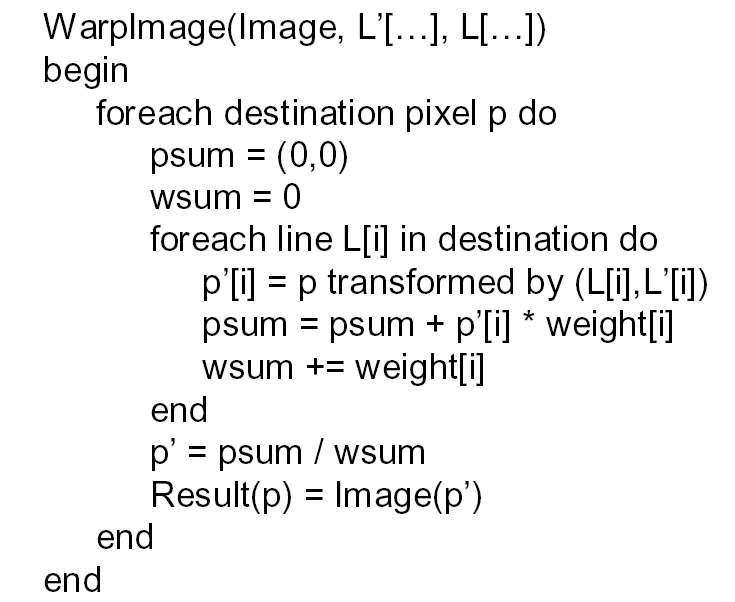 WarpImage(Image, L’[…], L[…])
begin
foreach destination pixel p do
psum = (0,0)
wsum = 0
foreach line L[i] in destination do
p’[i] = p transformed by (L[i],L’[i])
psum = psum + p’[i] * weight[i]
wsum += weight[i]
end
p’ = psum / wsum
Result(p) = Image(p’)
end
end